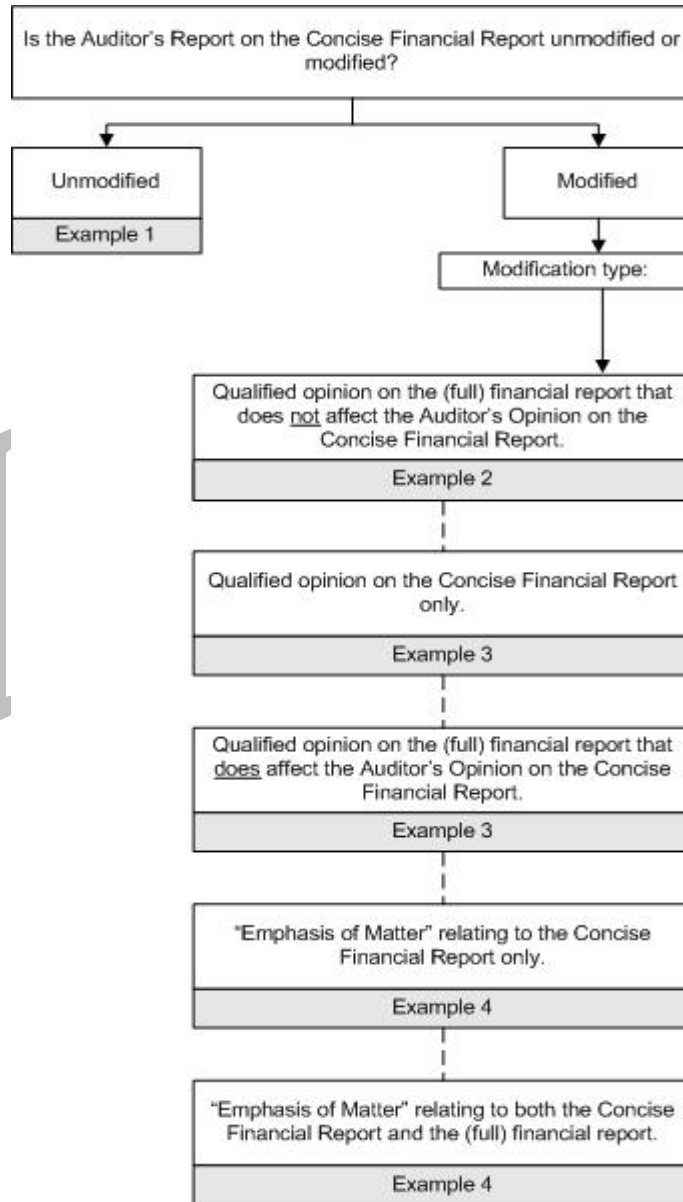 Is the Auditor's Report on the Concise Financial Report unmodified or
modified?
Unmodified
Example 1
Modified
Modification type:
Qualified opinion on the (full) financial report that
does not affect the Auditor's Opinion on the
Concise Financial Report.
Example 2
Qualified opinion on the Concise Financial Report
only.
Example 3
Qualified opinion on the (full) financial report that
does affect the Auditor's Opinion on the Concise
Financial Report.
Example 3
“Emphasis of Matter” relating to the Concise
Financial Report only.
Example 4
“Emphasis of Matter” relating to both the Concise
Financial Report and the (full) financial report.
Example 4